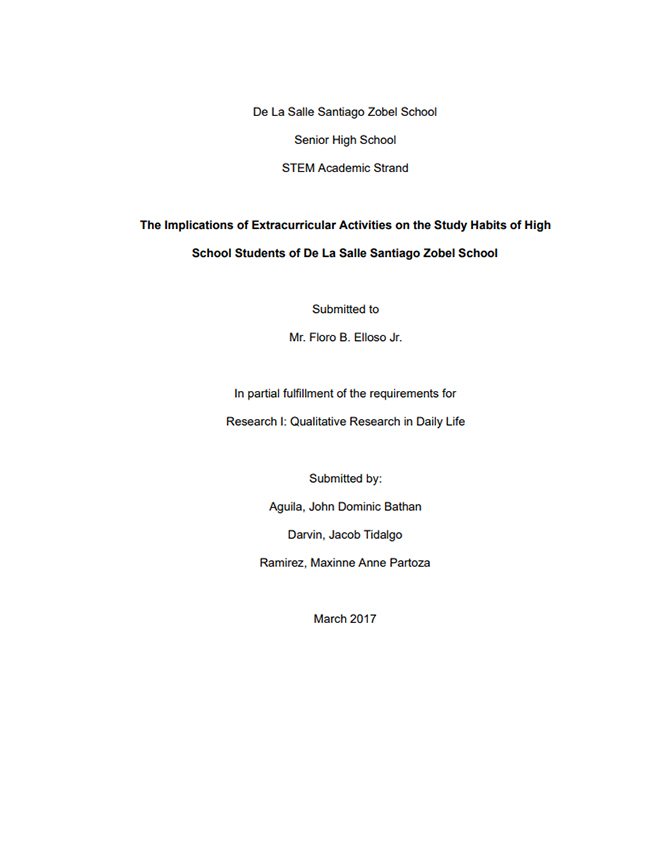 De La Salle Santiago Zobel School
Senior High School
STEM Academic Strand
The Implications of Extracurricular Activities on the Study Habits of High
School Students of De La Salle Santiago Zobel School
Submitted to
Mr. Floro B. Elloso Jr.
In partial fulfillment of the requirements for
Research I: Qualitative Research in Daily Life
Submitted by:
Aguila, John Dominic Bathan
Darvin, Jacob Tidalgo
Ramirez, Maxinne Anne Partoza
March 2017